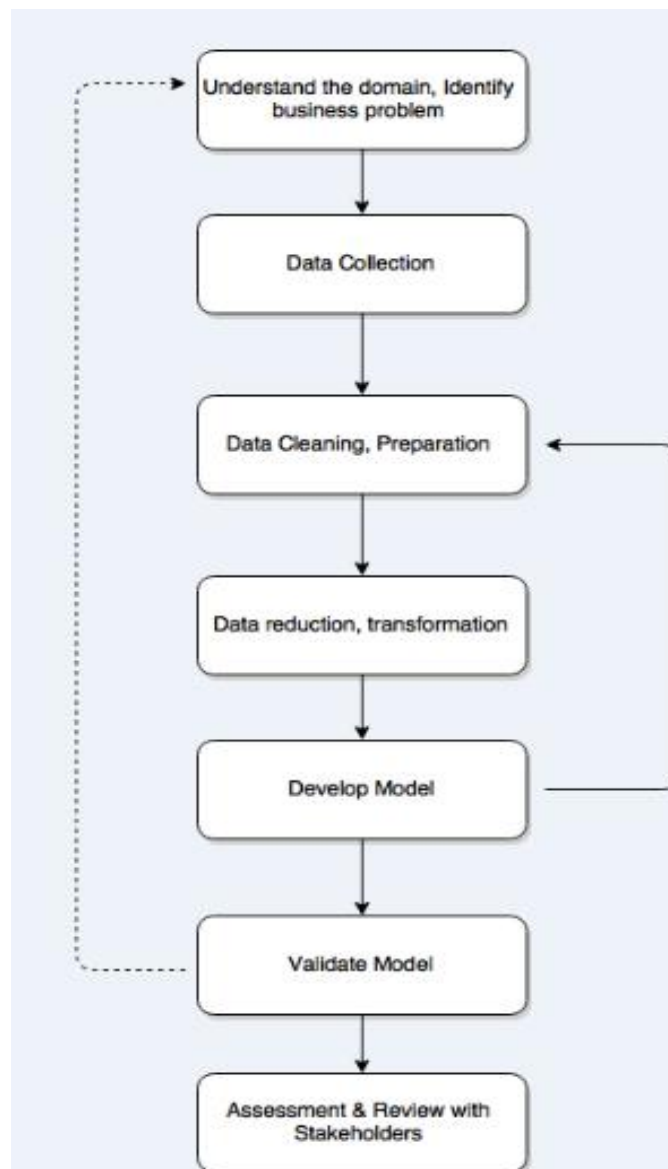 Understand the domain, Identify
business problem
Data Collection
Data Cleaning, Preparation
Data reduction, transformation
Develop Model
Validate Model
Assessment & Review with
Stakeholders